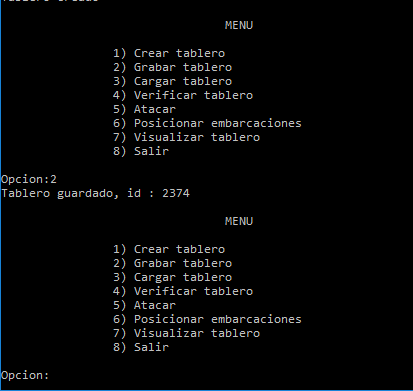 Tablero creado
MENU
1) Crear tablero
2) Grabar tablero
3) Cargar tablero
4) Verificar tablero
5) Atacar
6) Posicionar embarcaciones
7) Visualizar tablero
8) Salir
Opcion:2
Tablero guardado, id : 2374
MENU
1) Crear tablero
2) Grabar tablero
3) Cargar tablero
4) Verificar tablero
5) Atacar
6) Posicionar embarcaciones
7) Visualizar tablero
8) Salir
Opcion: